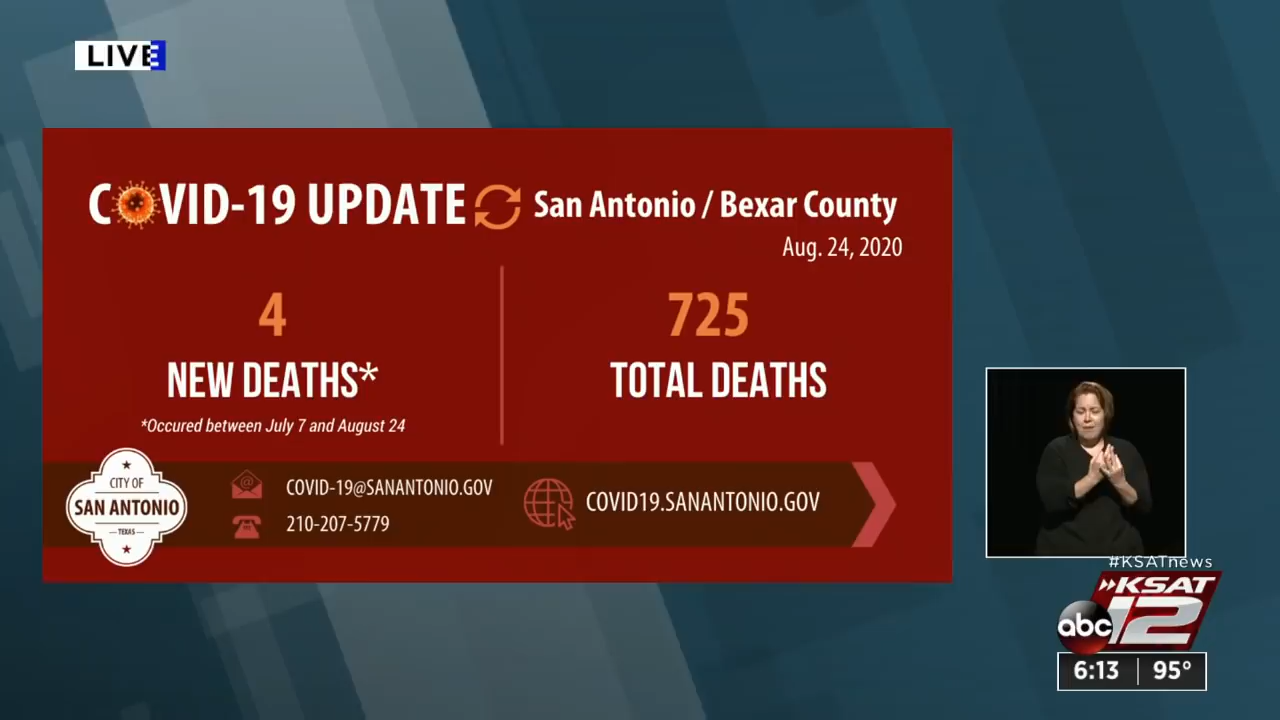 LIVE
COVID-19 UPDATE
San Antonio / Bexar County
Aug. 24, 2020
4
NEW DEATHS*
*Occured between July 7 and August 24
725
TOTAL DEATHS
CITY OF
SAN ANTONIO
TEXAS
@
COVID-19@SANANTONIO.GOV
210-207-5779
COVID19.SANANTONIO.GOV
#KSATnews
KSAT
abc 12
6:13 95°